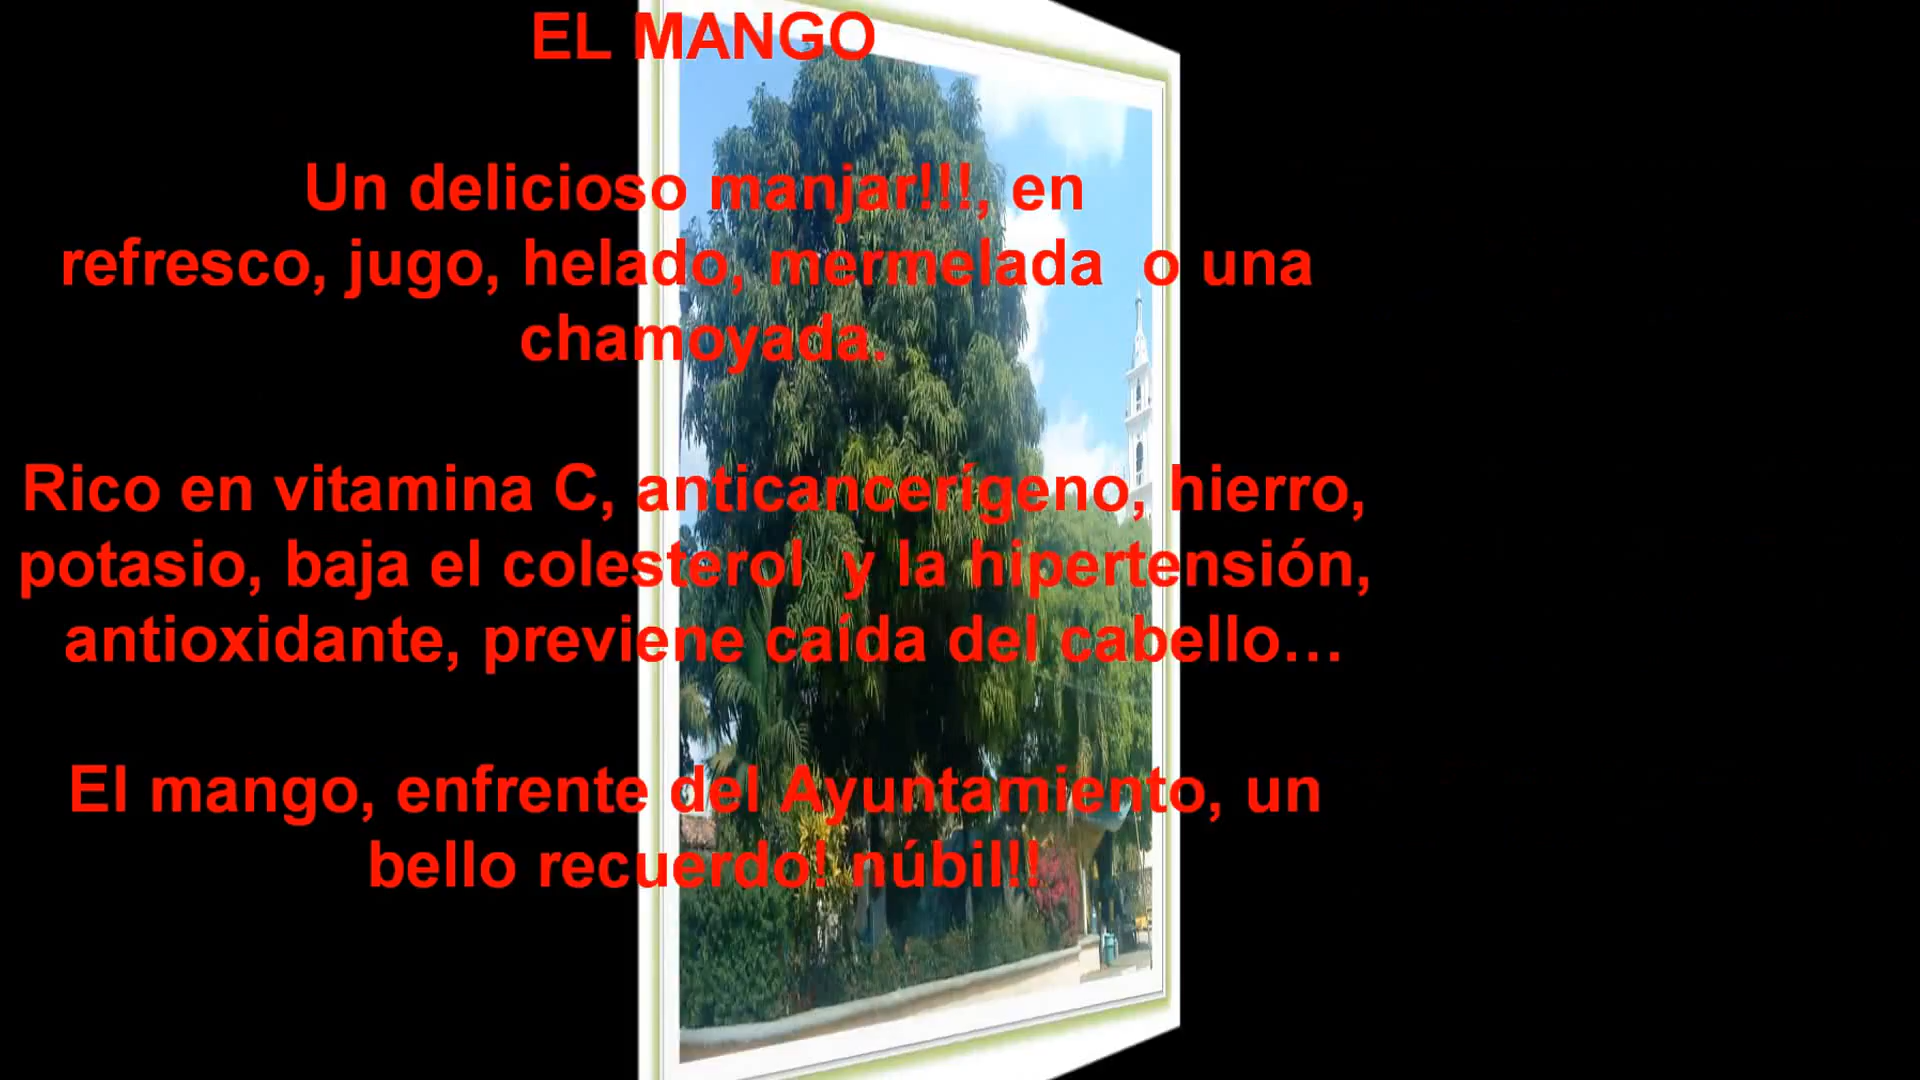 EL MANGO
Un delicioso manjar!!!, en
refresco, jugo, helado, mermelada  o una
chamoyada.
Rico en vitamina C, anticancerígeno, hierro,
potasio, baja el colesterol  y la hipertensión,
antioxidante, previene caída del cabello…
El mango, enfrente del Ayuntamiento, un
bello recuerdo! núbil!!